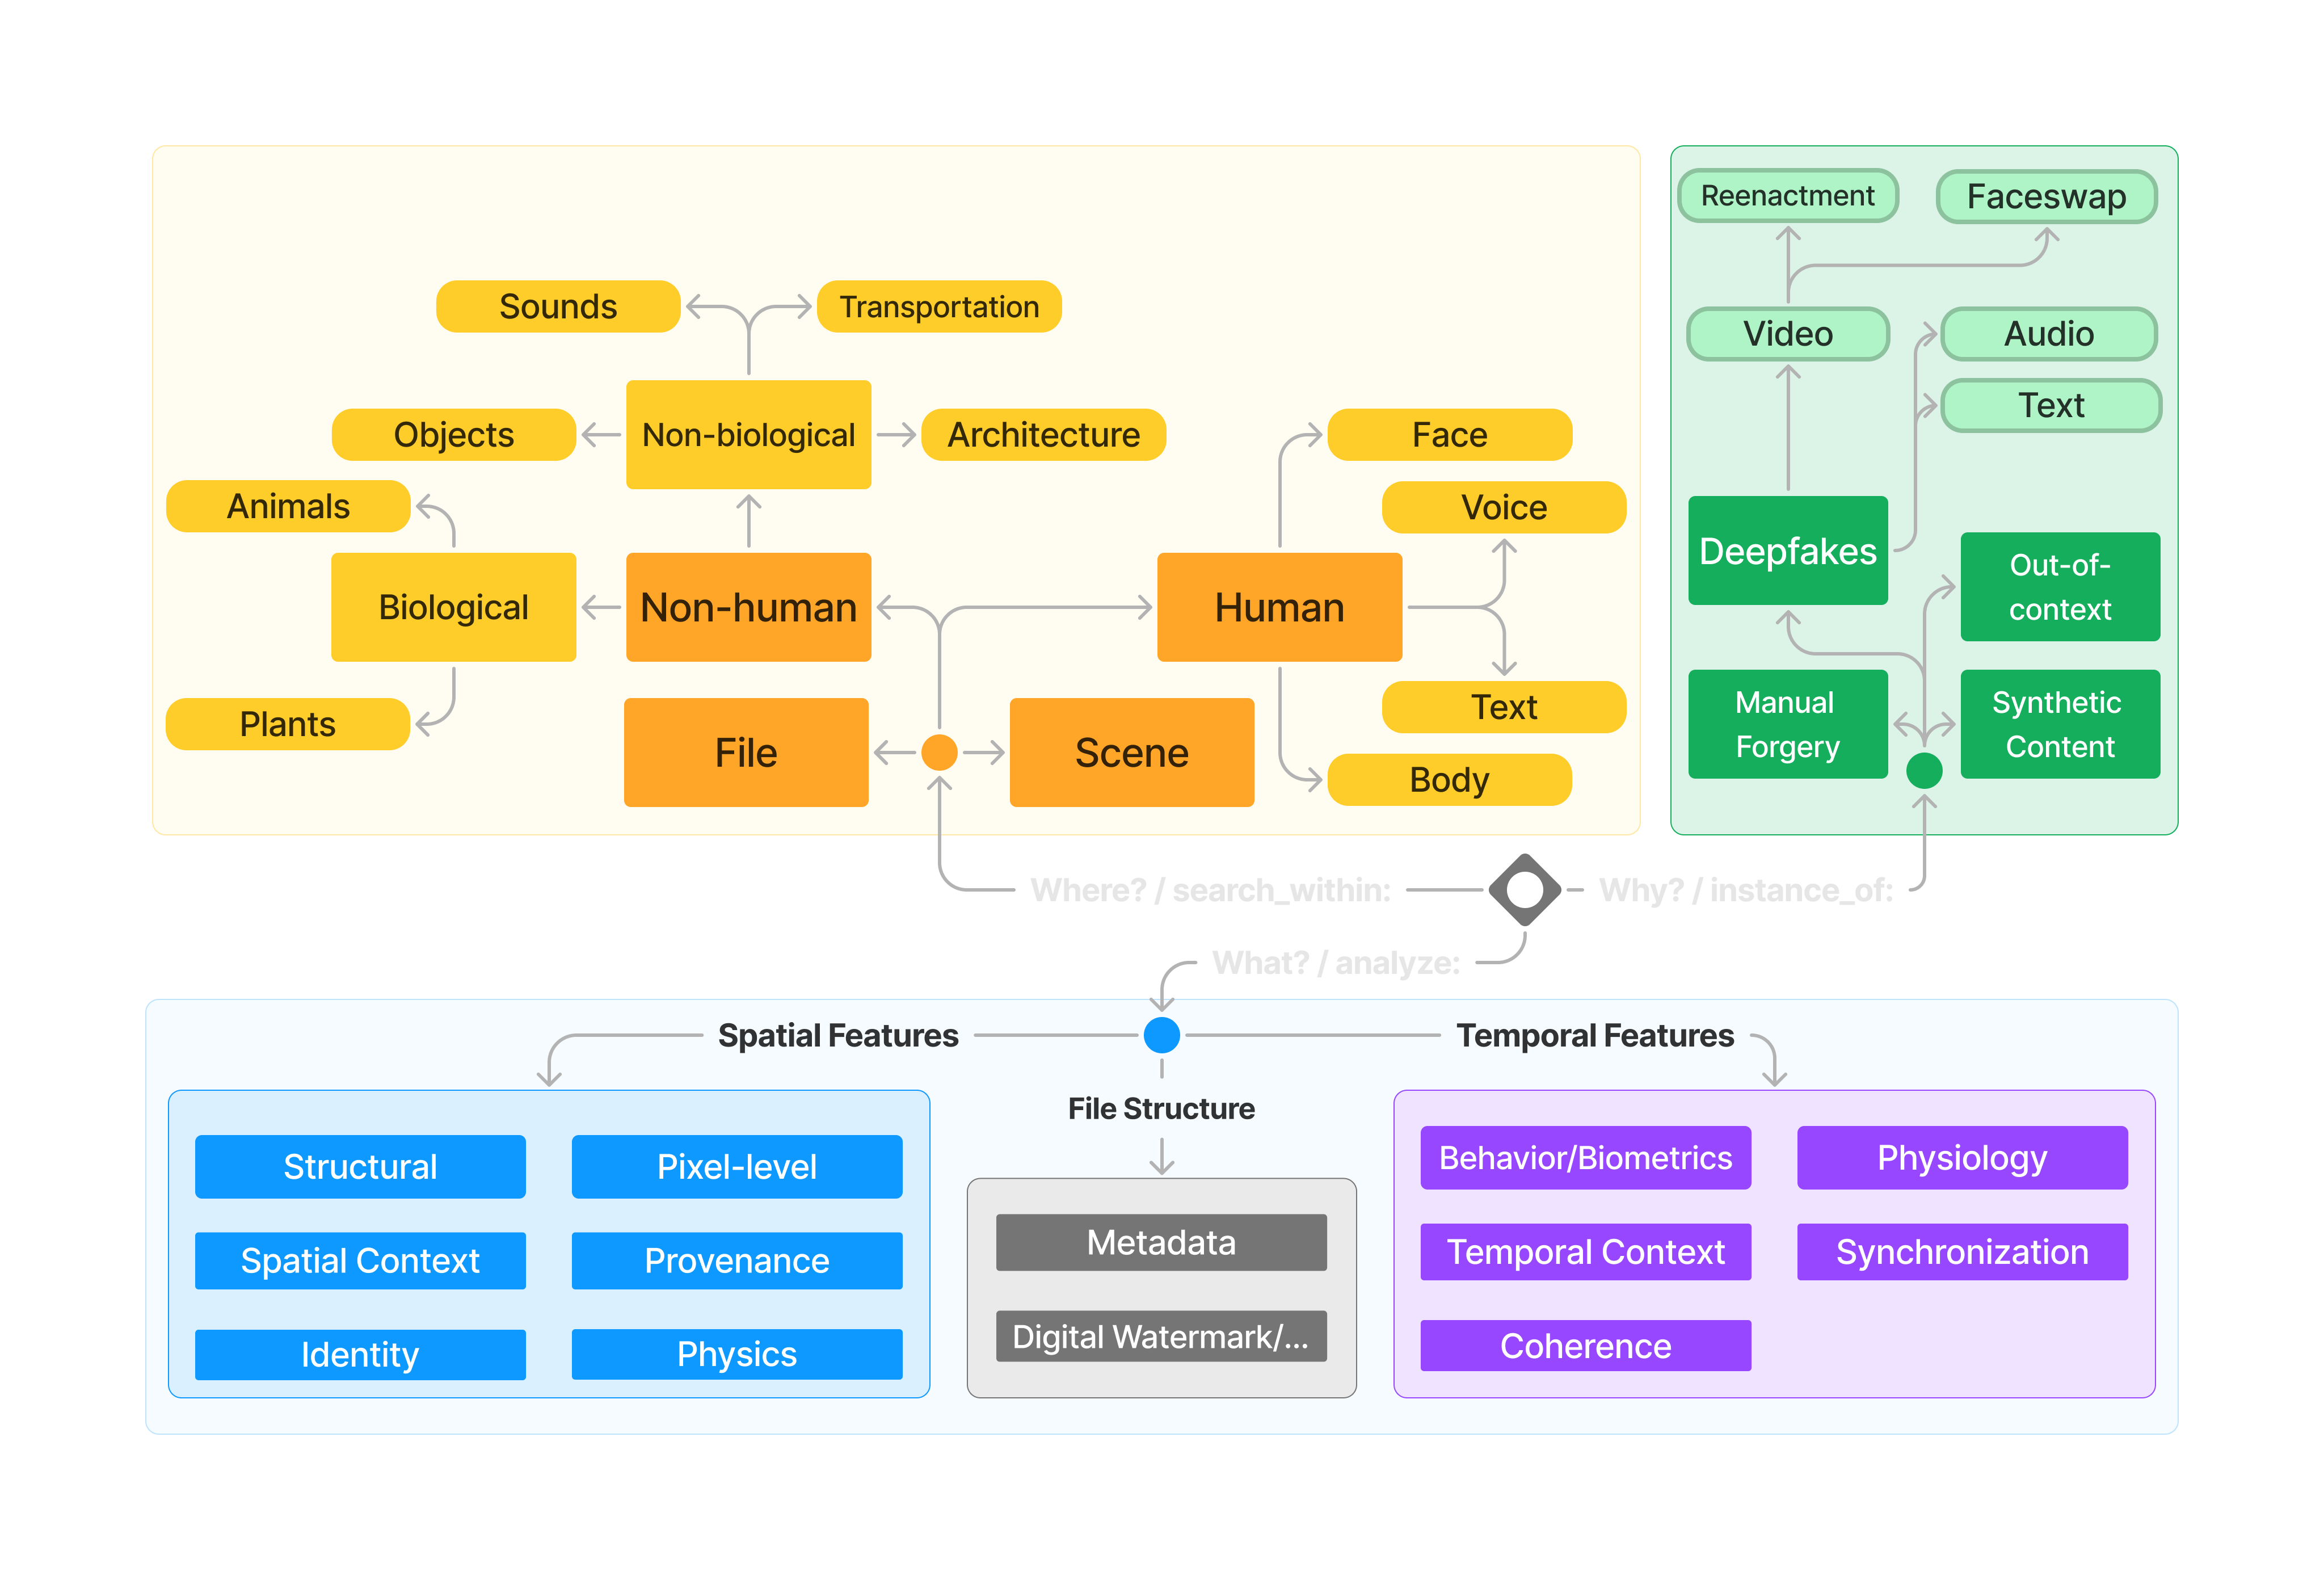 Reenactment
Faceswap
Sounds
Transportation
Video
Audio
Text
Objects
Non-biological
Architecture
Face
Animals
Voice
Biological
Non-human
Human
Deepfakes
Out-of-
context
Plants
File
Scene
Text
Body
Manual
Forgery
Synthetic
Content
Where? / search_within:
Why? / instance_of:
What? / analyze:
Spatial Features
Temporal Features
File Structure
Structural
Pixel-level
Spatial Context
Provenance
Identity
Physics
Metadata
Digital Watermark/...
Behavior/Biometrics
Physiology
Temporal Context
Synchronization
Coherence